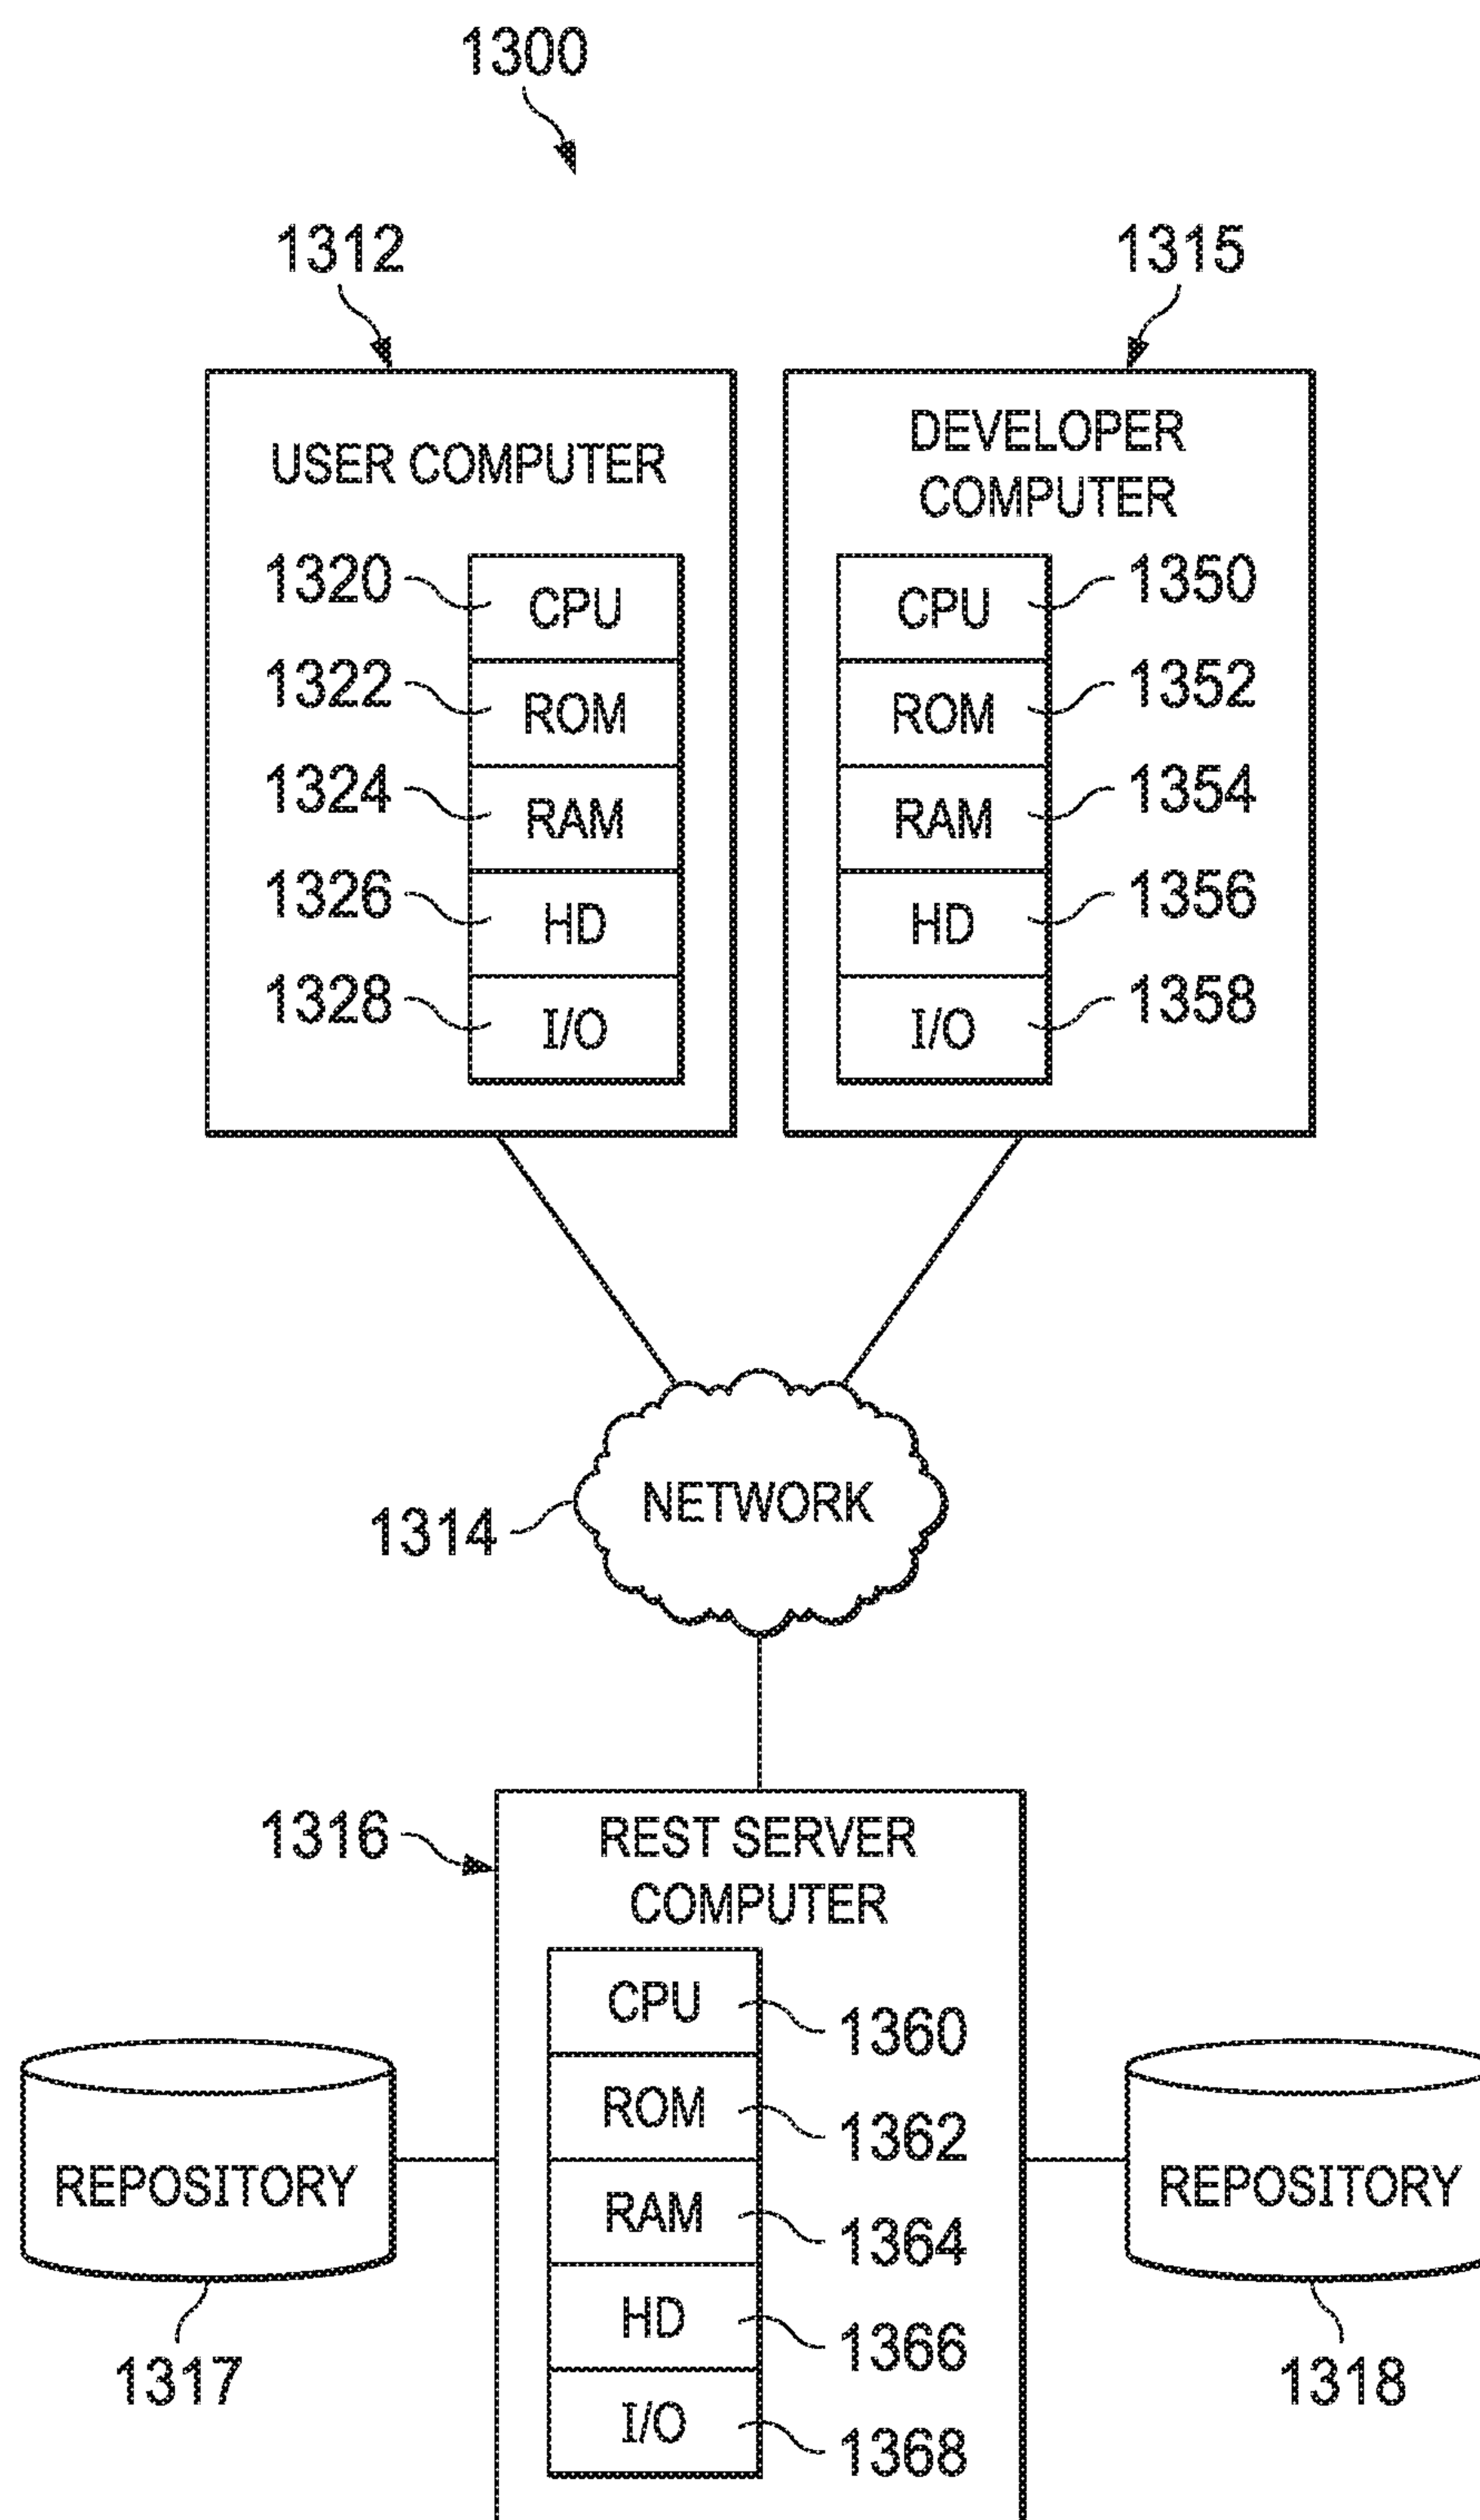 1300
1312
1315
USER COMPUTER
DEVELOPER
COMPUTER
1320 CPU
CPU 1350
1322 ROM
ROM 1352
1324 RAM
RAM 1354
1326 HD
HD 1356
1328 I/O
I/O 1358
NETWORK
1314
1316
REST SERVER
COMPUTER
CPU 1360
ROM 1362
RAM 1364
HD 1366
I/O 1368
REPOSITORY
1317
REPOSITORY
1318